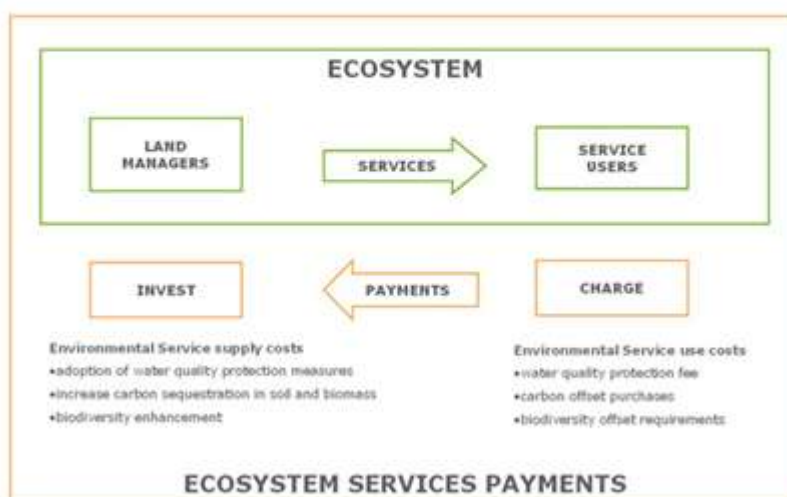 ECOSYSTEM
LAND
MANAGERS
SERVICES
SERVICE
USERS
INVEST
PAYMENTS
CHARGE
Environmental Service supply costs
•adoption of water quality protection measures
•increase carbon sequestration in soil and biomass
•biodiversity enhancement
Environmental Service use costs
•water quality protection fee
•carbon offset purchases
•biodiversity offset requirements
ECOSYSTEM SERVICES PAYMENTS